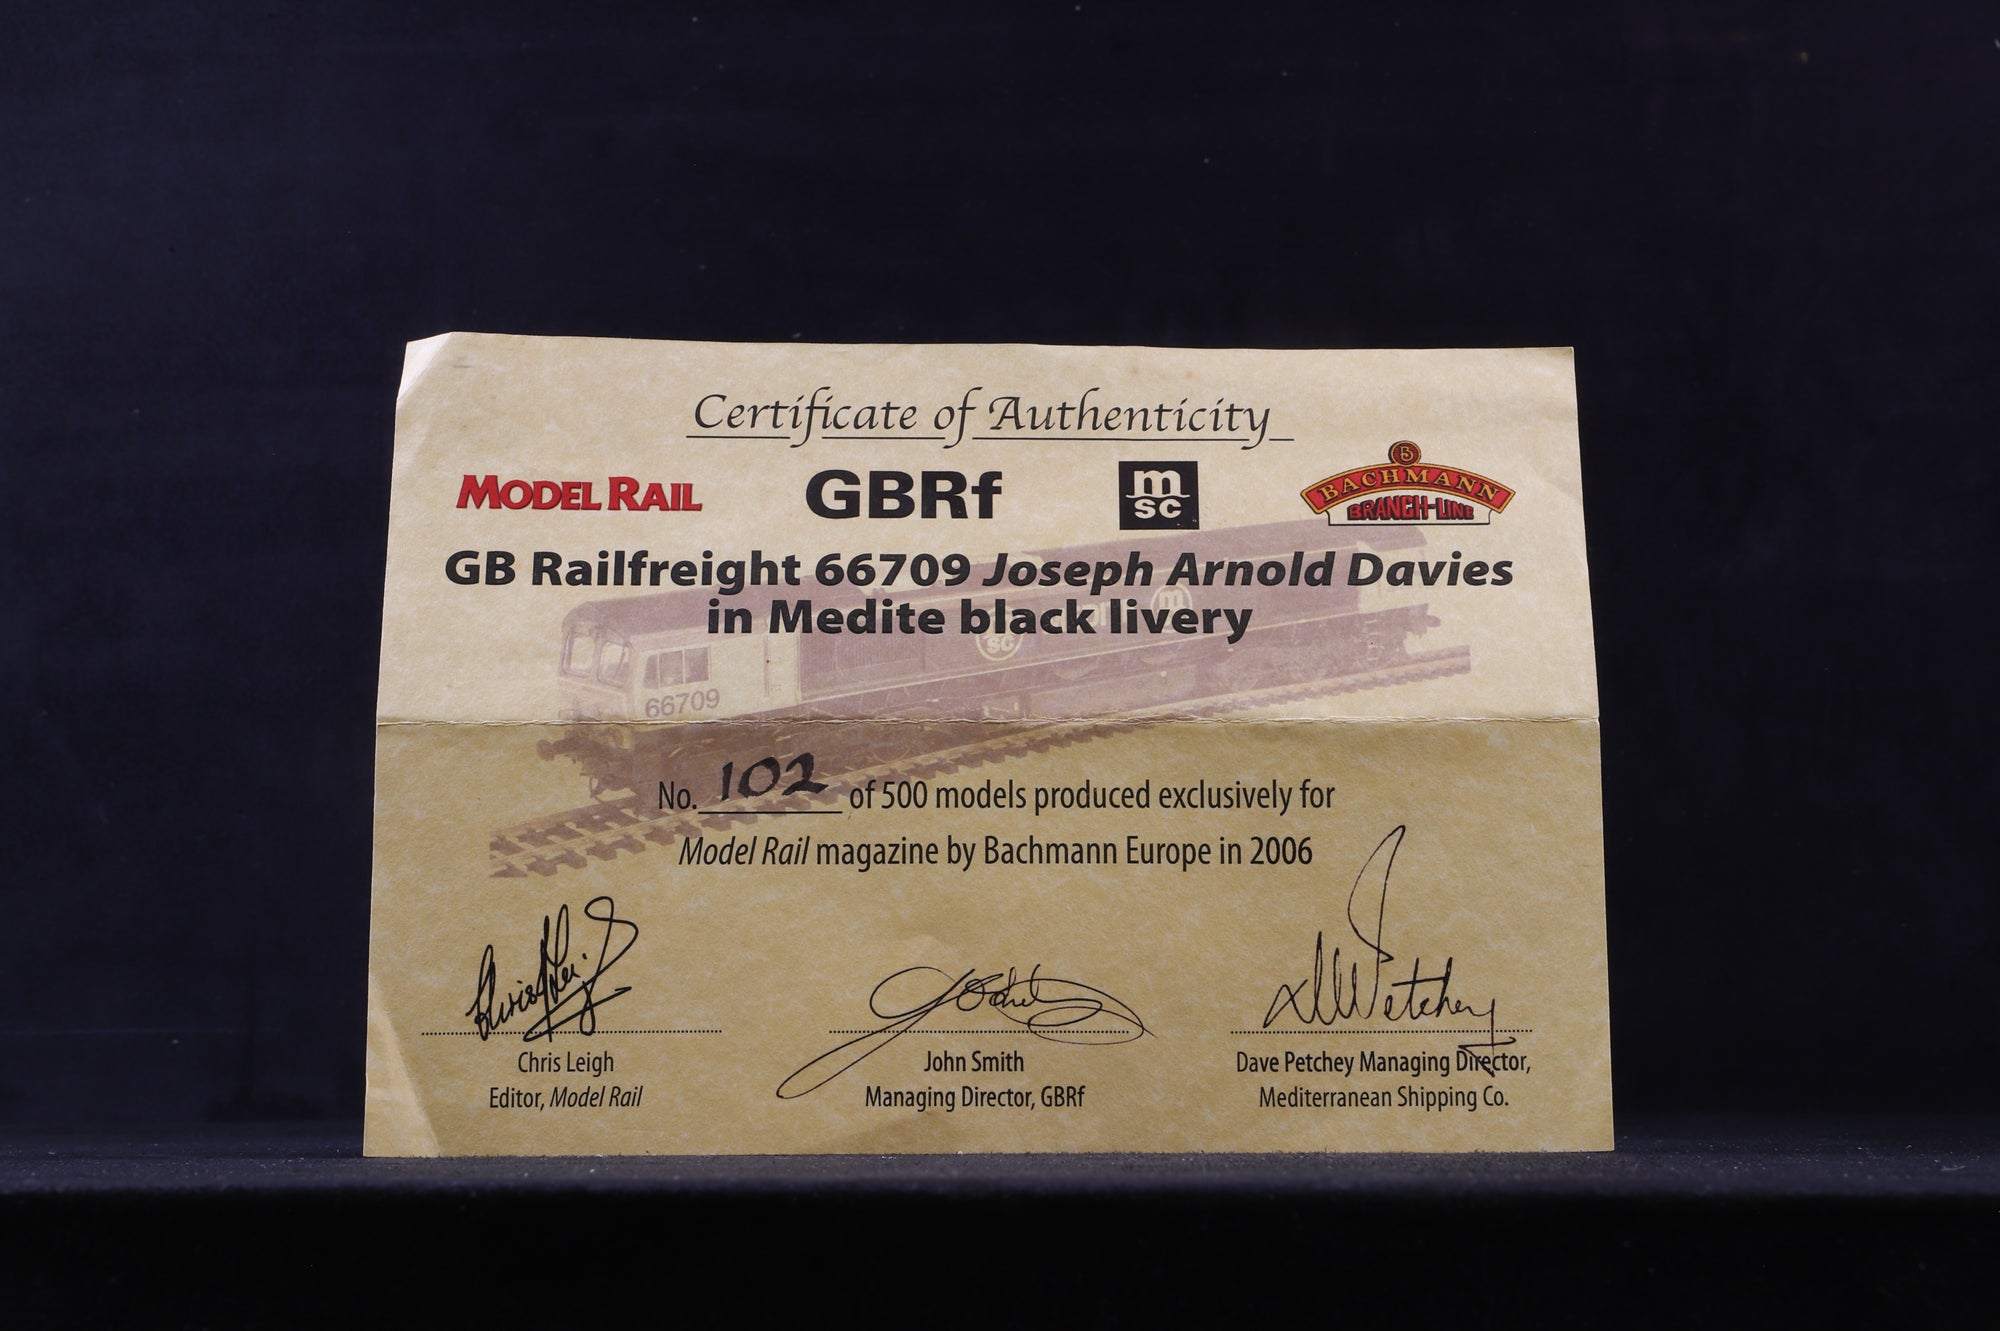 Certificate of Authenticity
MODEL RAIL GBRf m sc B BACHMANN BRANCH-LINE
GB Railfreight 66709 Joseph Arnold Davies
in Medite black livery
sc m
66709
No. 102 of 500 models produced exclusively for
Model Rail magazine by Bachmann Europe in 2006
Chris Leigh John Smith Dave Petchey Managing Director,
Editor, Model Rail Managing Director, GBRf Mediterranean Shipping Co.